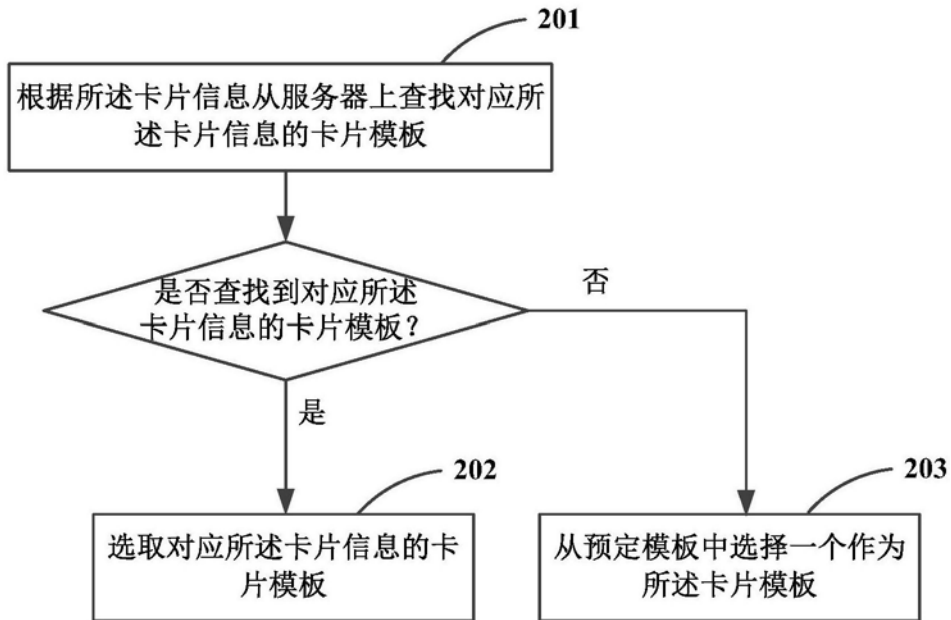 201
根据所述卡片信息从服务器上查找对应所
述卡片信息的卡片模板
是否查找到对应所述
卡片信息的卡片模板？
否
是
202
选取对应所述卡片信息的卡
片模板
203
从预定模板中选择一个作为
所述卡片模板